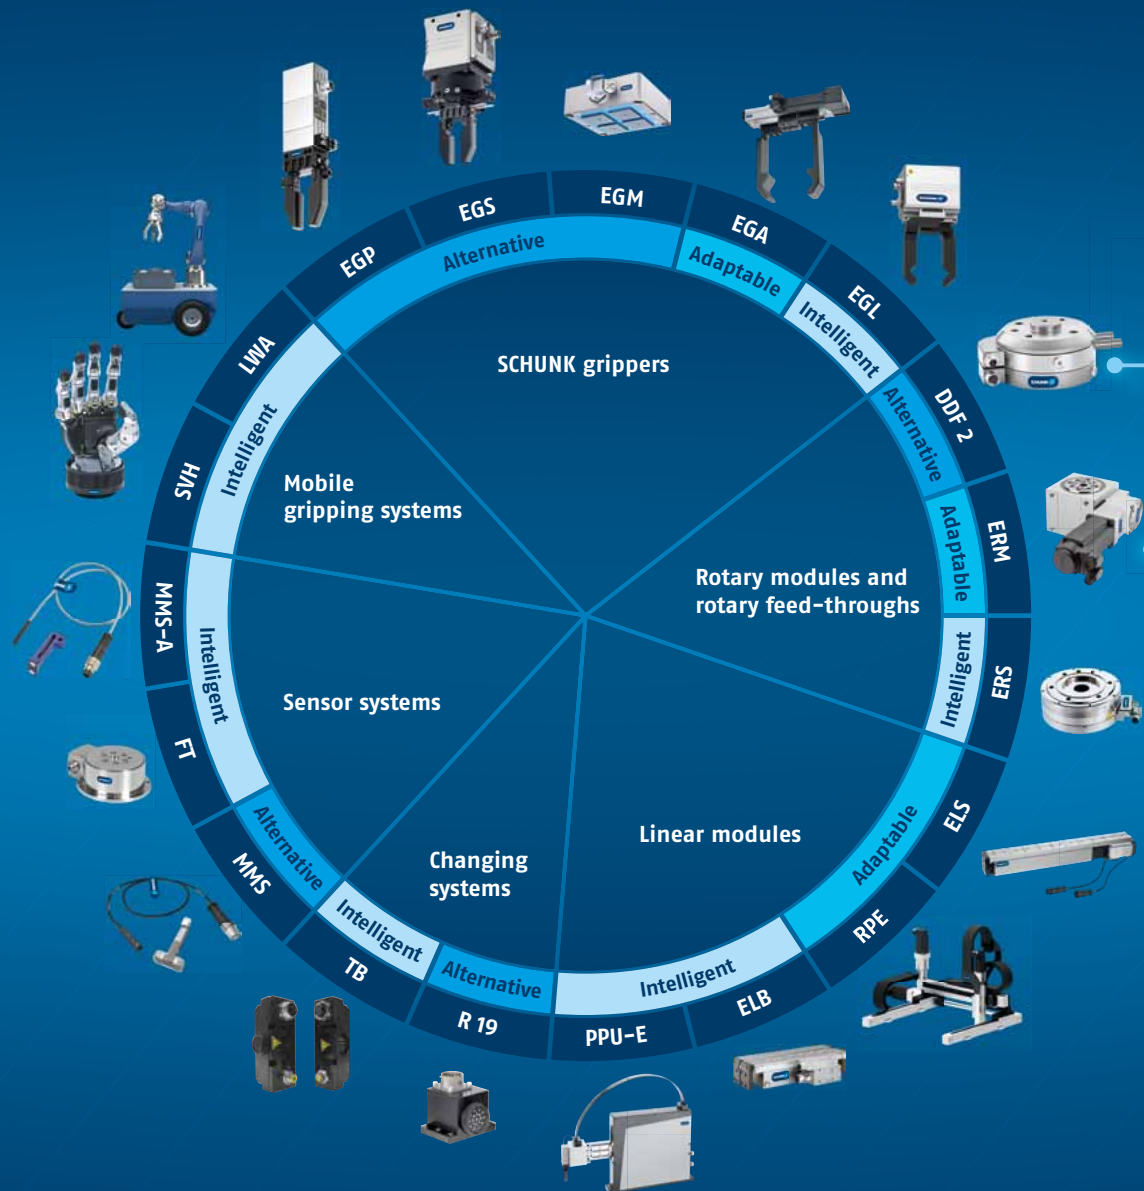 EGP
EGS
EGM
EGA
EGL
DDF 2
ERM
ERS
ELS
RPE
ELB
PPU-E
R 19
TB
MMS
FT
MMS-A
SVH
LWA
Alternative
Adaptable
Intelligent
Alternative
Adaptable
Intelligent
Adaptable
Intelligent
Alternative
Intelligent
Alternative
Intelligent
Intelligent
SCHUNK grippers
Rotary modules and
rotary feed-throughs
Linear modules
Changing
systems
Sensor systems
Mobile
gripping systems
SCHUNK